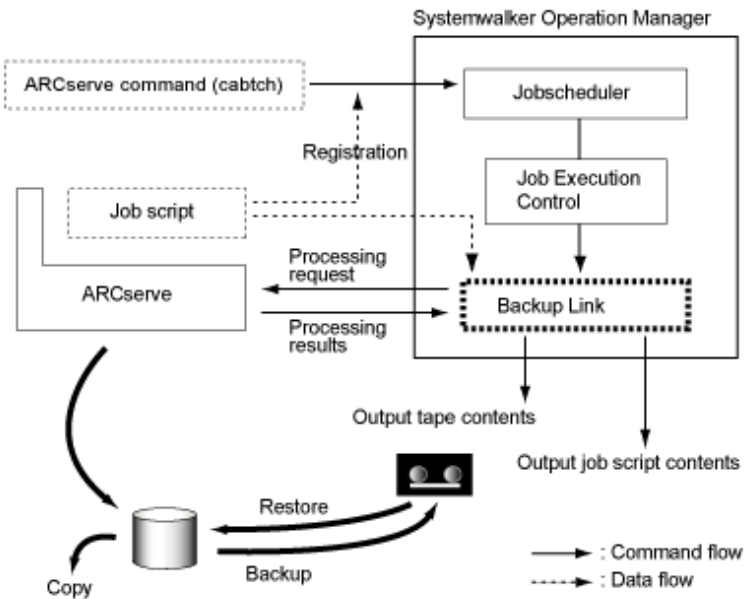 Systemwalker Operation Manager
ARCserve command (cabtch)
Jobscheduler
Registration
Job Execution
Control
Job script
Processing
request
ARCserve
Backup Link
Processing
results
Output tape contents
Output job script contents
Restore
Backup
Copy
: Command flow
: Data flow